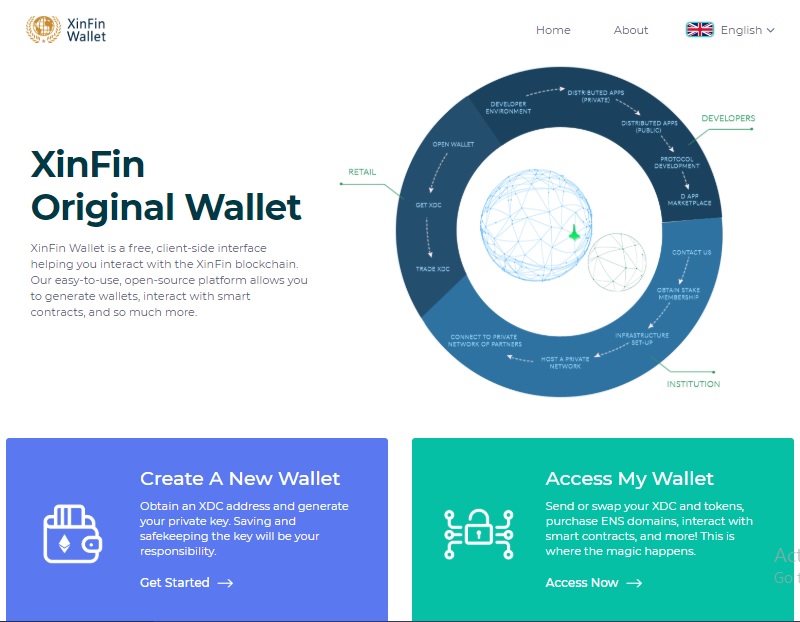 XinFin
Wallet
Home
About
English
DEVELOPER
ENVIRONMENT
DISTRIBUTED APPS
(PRIVATE)
DISTRIBUTED APPS
(PUBLIC)
PROTOCOL
DEVELOPMENT
D APP
MARKETPLACE
DEVELOPERS
RETAIL
OPEN WALLET
GET XDC
TRADE XDC
CONTACT US
OBTAIN STAKE
MEMBERSHIP
INFRASTRUCTURE
SET-UP
HOST A PRIVATE
NETWORK
CONNECT TO PRIVATE
NETWORK OF PARTNERS
INSTITUTION
XinFin
Original Wallet
XinFin Wallet is a free, client-side interface
helping you interact with the XinFin blockchain.
Our easy-to-use, open-source platform allows you
to generate wallets, interact with smart
contracts, and so much more.
Create A New Wallet
Obtain an XDC address and generate
your private key. Saving and
safekeeping the key will be your
responsibility.
Get Started
Access My Wallet
Send or swap your XDC and tokens,
purchase ENS domains, interact with
smart contracts, and more! This is
where the magic happens.
Access Now